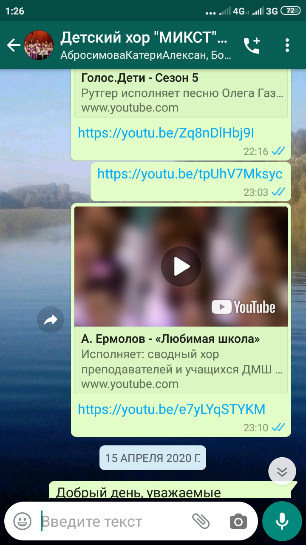 1:26
4G 3G 72
Детский хор "МИКСТ"...
АбросимоваКатериАлексан, Бо...
Голос.Дети - Сезон 5
Рутгер исполняет песню Олега Газ...
www.youtube.com
https://youtu.be/Zq8nDlHbj9I
22:16
https://youtu.be/tpUhV7Mksyc
23:03
YouTube
А. Ермолов - «Любимая школа»
Исполняет: сводный хор
преподавателей и учащихся ДМШ ...
www.youtube.com
https://youtu.be/e7yLYqSTYKM
23:10
15 АПРЕЛЯ 2020 Г.
Добрый день, уважаемые
Введите текст